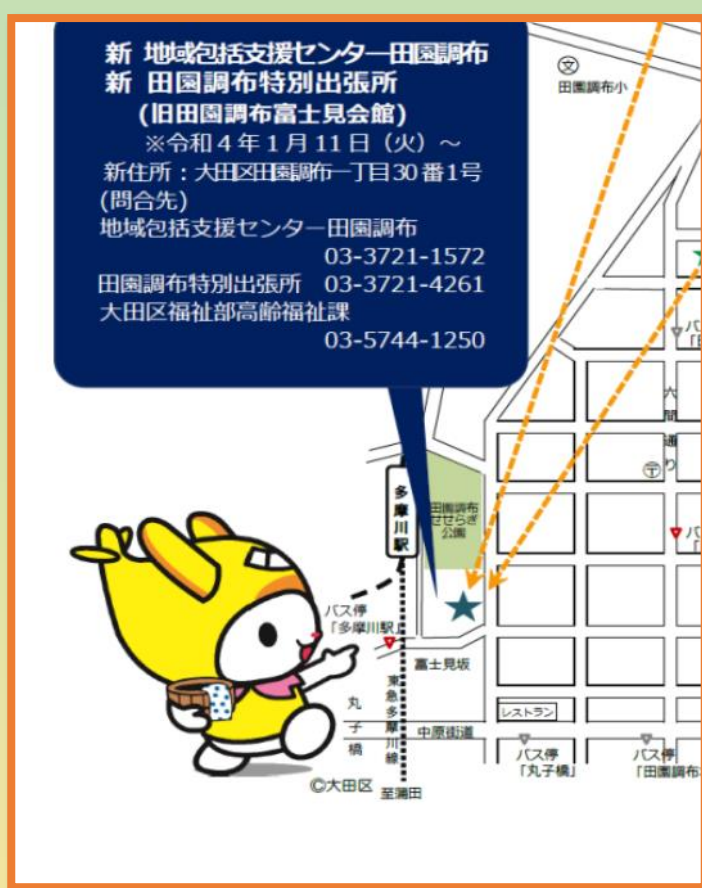 新 地域包括支援センター田園調布
新 田園調布特別出張所
(旧田園調布富士見会館)
※令和4年1月11日（火）～
新住所：大田区田園調布一丁目30番1号
(問合先)
地域包括支援センター田園調布
03-3721-1572
田園調布特別出張所 03-3721-4261
大田区福祉部高齢福祉課
03-5744-1250
文
田園調布小
六間通り
多摩川駅
田園調布
せせらぎ
公園
バス停
「多摩川駅」
富士見坂
東急多摩川線
丸子橋
中原街道
レストラン
バス停
「丸子橋」
バス停
「田園調布
©大田区
至蒲田